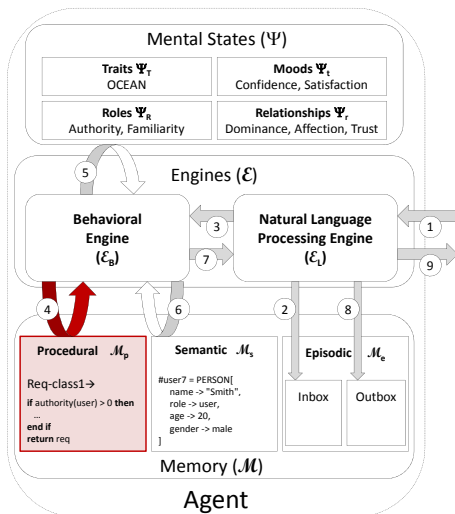 Mental States (Ψ)
Traits Ψ_T
OCEAN
Moods Ψ_t
Confidence, Satisfaction
Roles Ψ_R
Authority, Familiarity
Relationships Ψ_r
Dominance, Affection, Trust
5
Engines (ℰ)
Behavioral
Engine
(ℰ_B)
Natural Language
Processing Engine
(ℰ_L)
3
1
7
9
4
6
2
8
Procedural ℳ_p
Req-class1→
if authority(user) > 0 then
...
end if
return req
Semantic ℳ_s
#user7 = PERSON[
name -> "Smith",
role -> user,
age -> 20,
gender -> male
]
Episodic ℳ_e
Inbox
Outbox
Memory (ℳ)
Agent